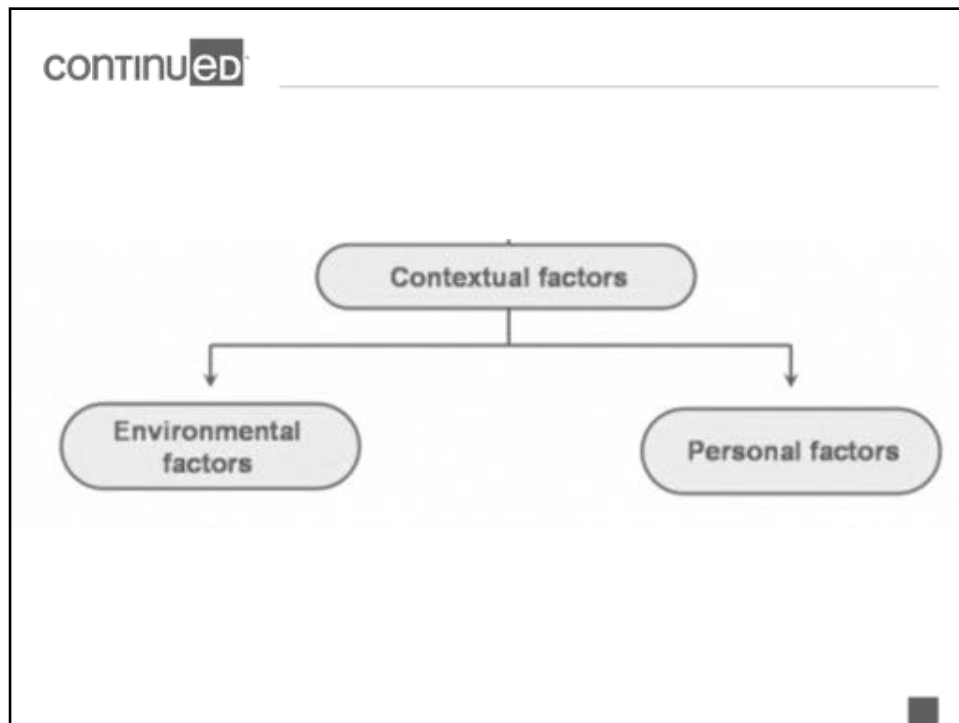 continued
Contextual factors
Environmental
factors
Personal factors